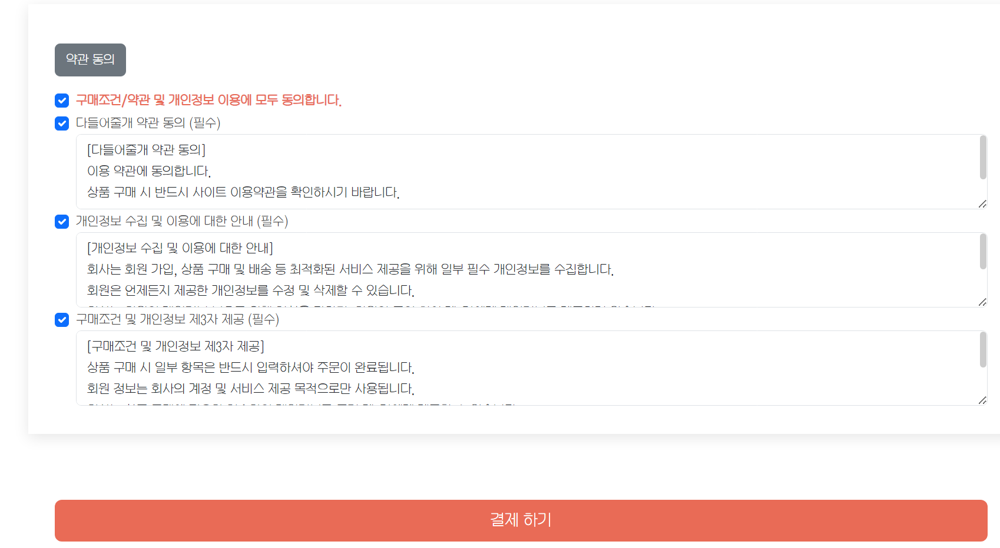 약관 동의
구매조건/약관 및 개인정보 이용에 모두 동의합니다.
다들어줄개 약관 동의 (필수)
[다들어줄개 약관 동의]
이용 약관에 동의합니다.
상품 구매 시 반드시 사이트 이용약관을 확인하시기 바랍니다.
개인정보 수집 및 이용에 대한 안내 (필수)
[개인정보 수집 및 이용에 대한 안내]
회사는 회원 가입, 상품 구매 및 배송 등 최적화된 서비스 제공을 위해 일부 필수 개인정보를 수집합니다.
회원은 언제든지 제공한 개인정보를 수정 및 삭제할 수 있습니다.
구매조건 및 개인정보 제3자 제공 (필수)
[구매조건 및 개인정보 제3자 제공]
상품 구매 시 일부 항목은 반드시 입력하셔야 주문이 완료됩니다.
회원 정보는 회사의 계정 및 서비스 제공 목적으로만 사용됩니다.
결제 하기